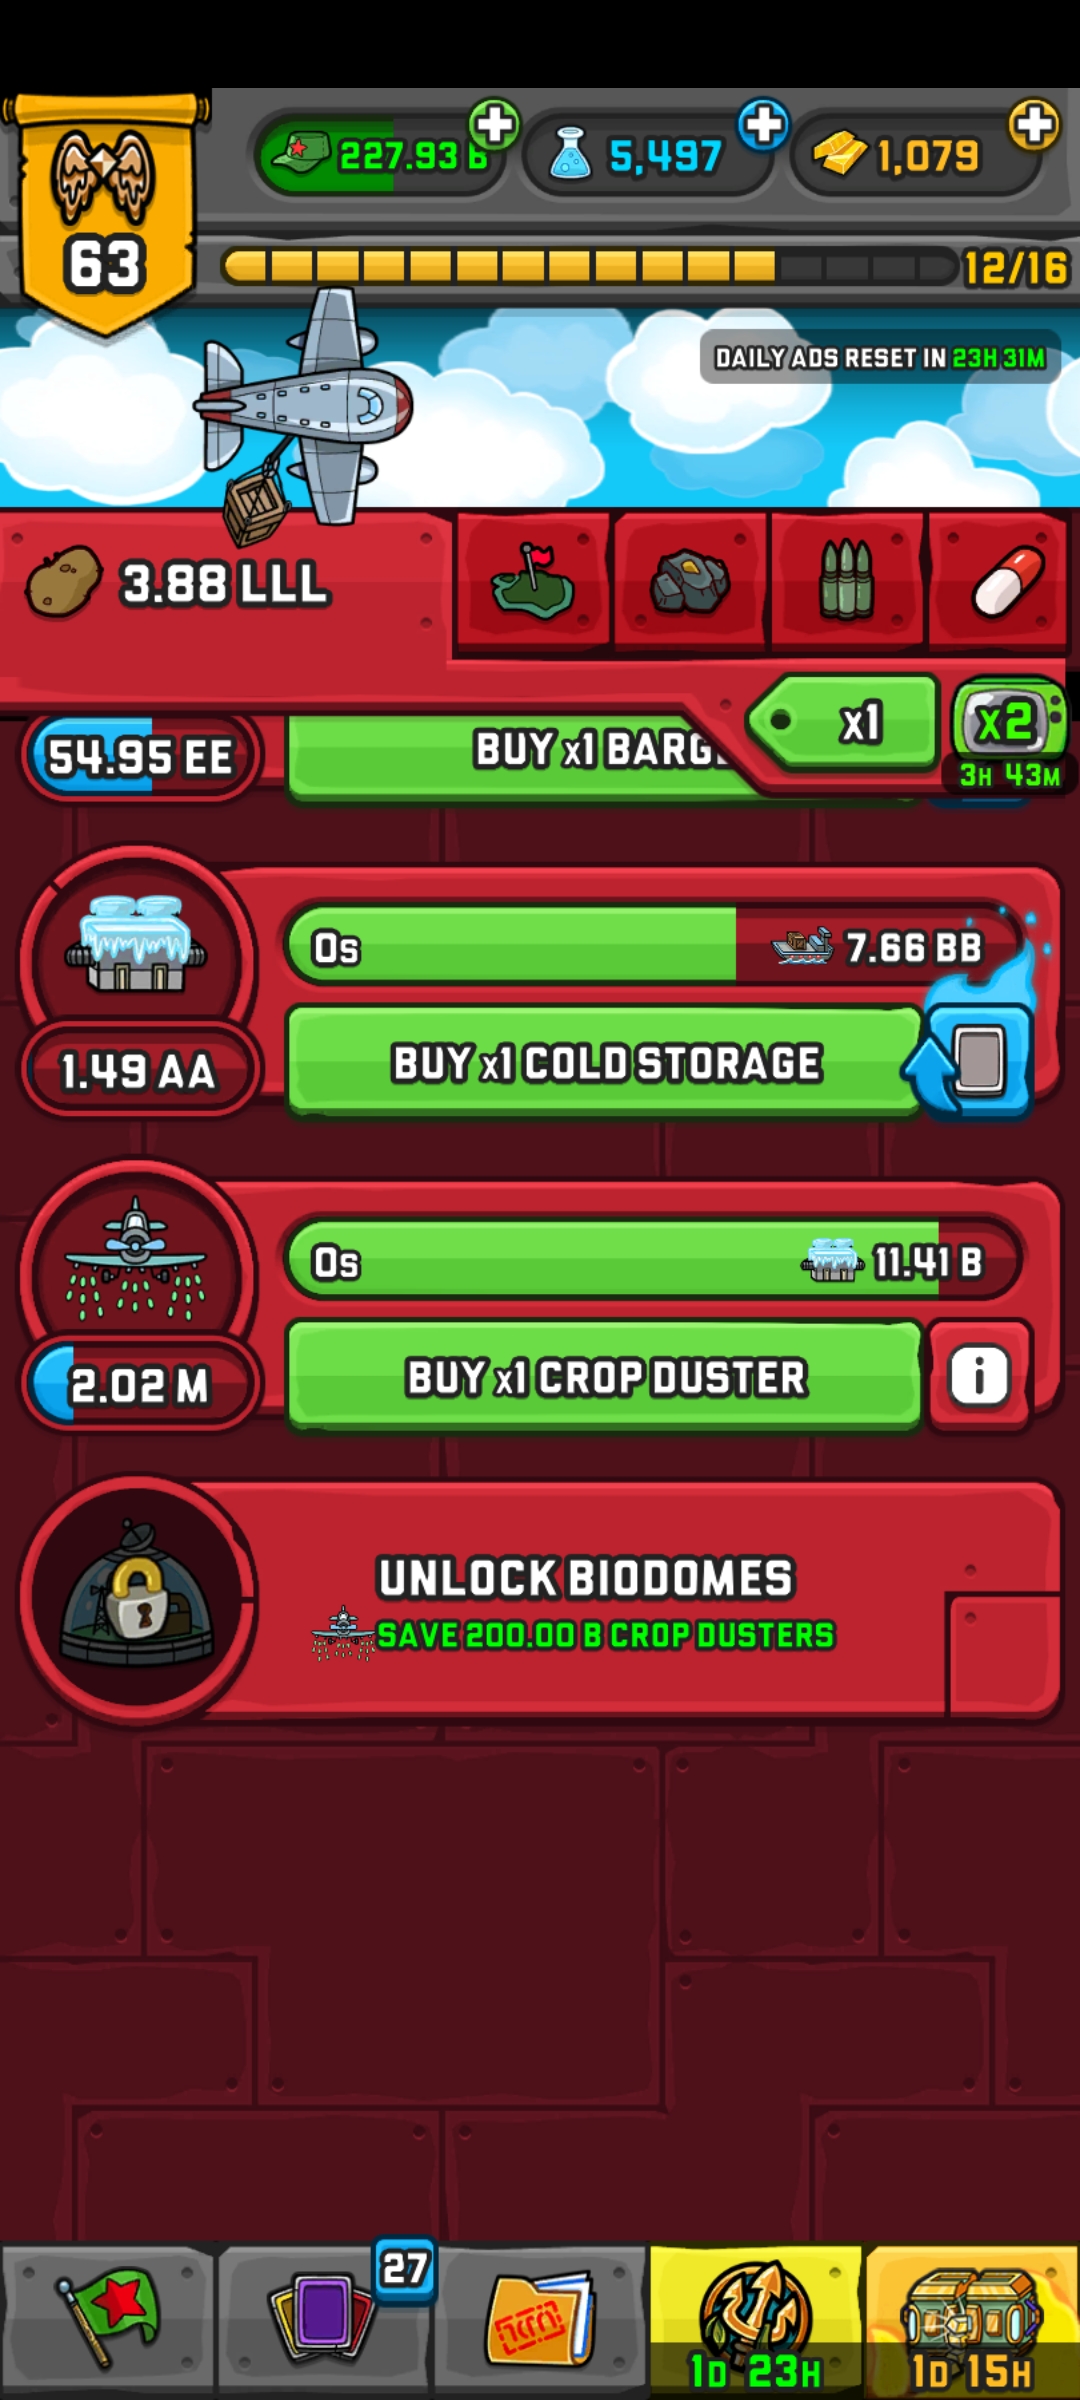 227.93 B
5,497
1,079
63
12/16
DAILY ADS RESET IN 23H 31M
3.88 LLL
x1
x2
3H 43M
54.95 EE
BUY x1 BARG
0s
7.66 BB
1.49 AA
BUY x1 COLD STORAGE
0s
11.41 B
2.02 M
BUY x1 CROP DUSTER
i
UNLOCK BIODOMES
SAVE 200.00 B CROP DUSTERS
27
1D 23H
1D 15H